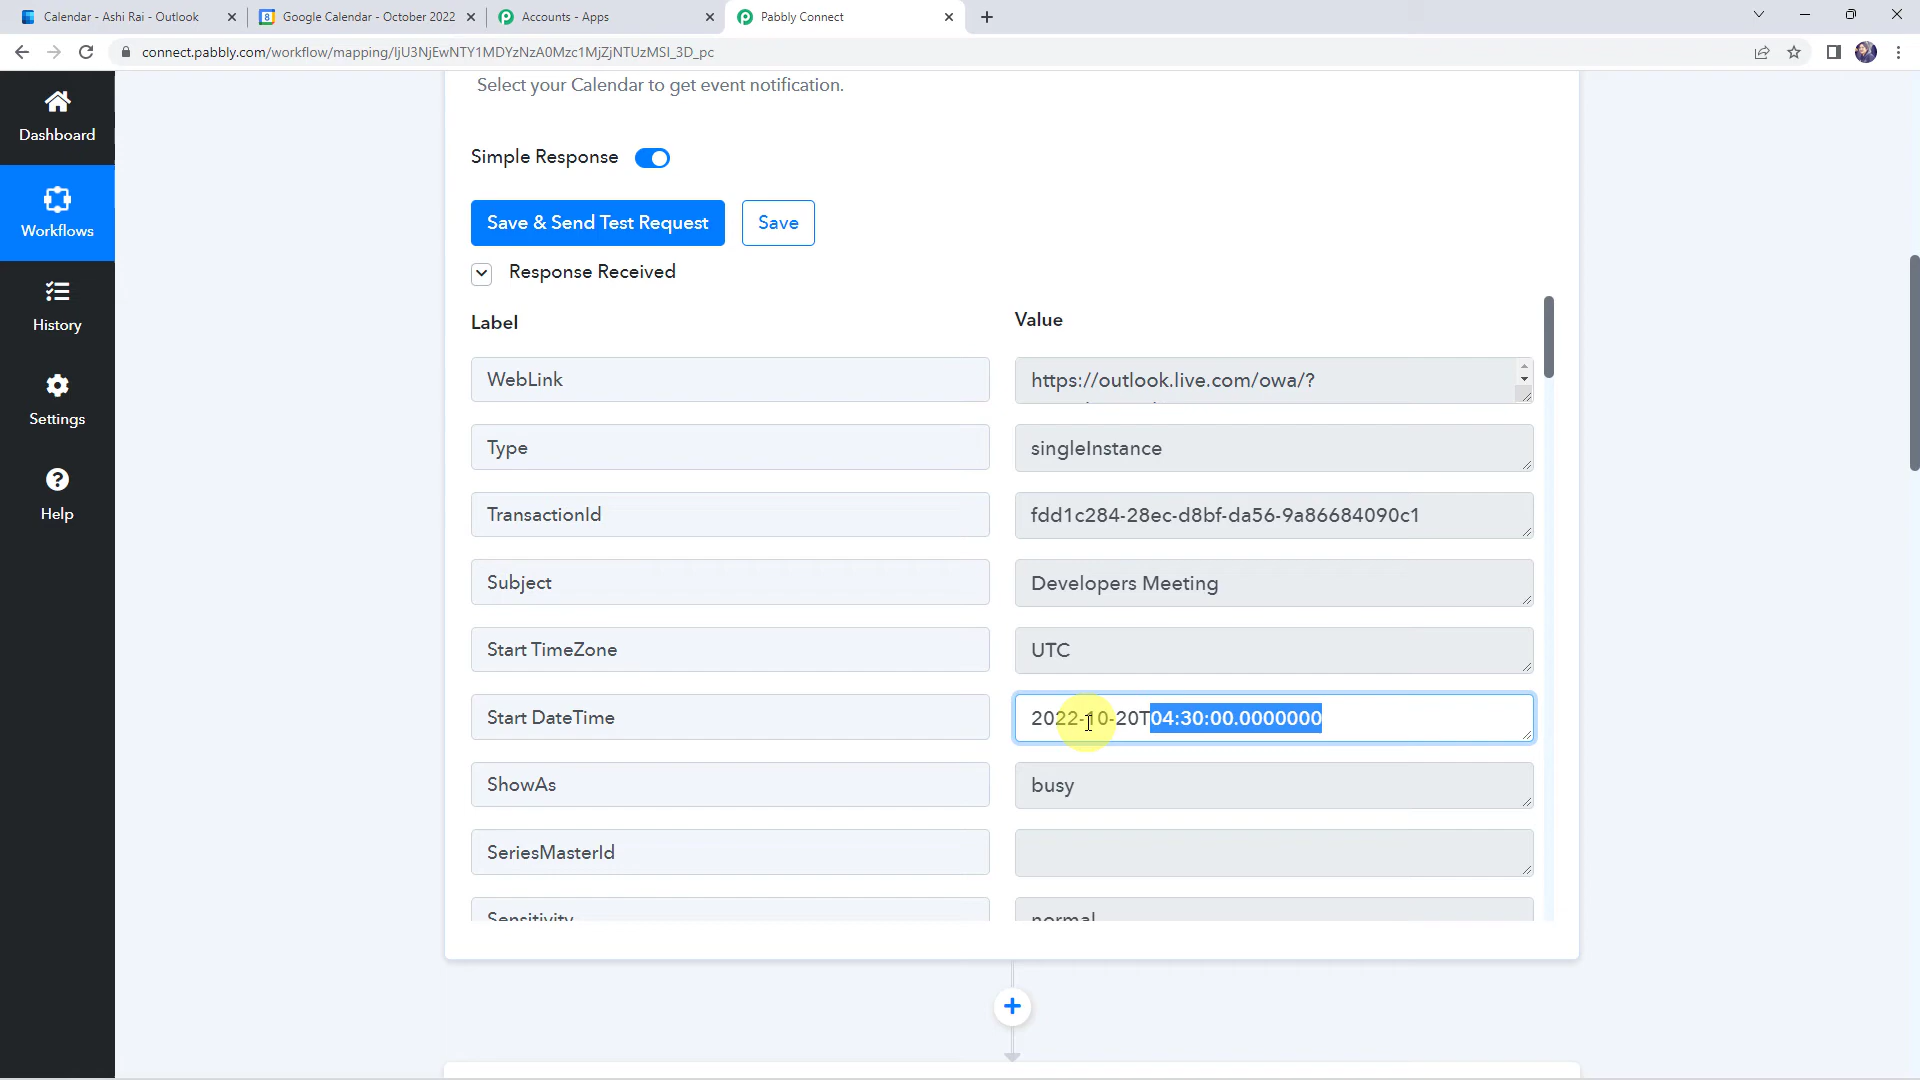 Calendar - Ashi Rai - Outlook
Google Calendar - October 2022
Accounts - Apps
Pabbly Connect
connect.pabbly.com/workflow/mapping/IjU3NjEwNTY1MDYzNzA0Mzc1MjZjNTUzMSI_3D_pc
Select your Calendar to get event notification.
Dashboard
Simple Response
Workflows
Save & Send Test Request
Save
Response Received
History
Label
Value
WebLink
https://outlook.live.com/owa/?
Settings
Type
singleInstance
Help
TransactionId
fdd1c284-28ec-d8bf-da56-9a86684090c1
Subject
Developers Meeting
Start TimeZone
UTC
Start DateTime
2022-10-20T04:30:00.0000000
ShowAs
busy
SeriesMasterId
Sensitivity
normal